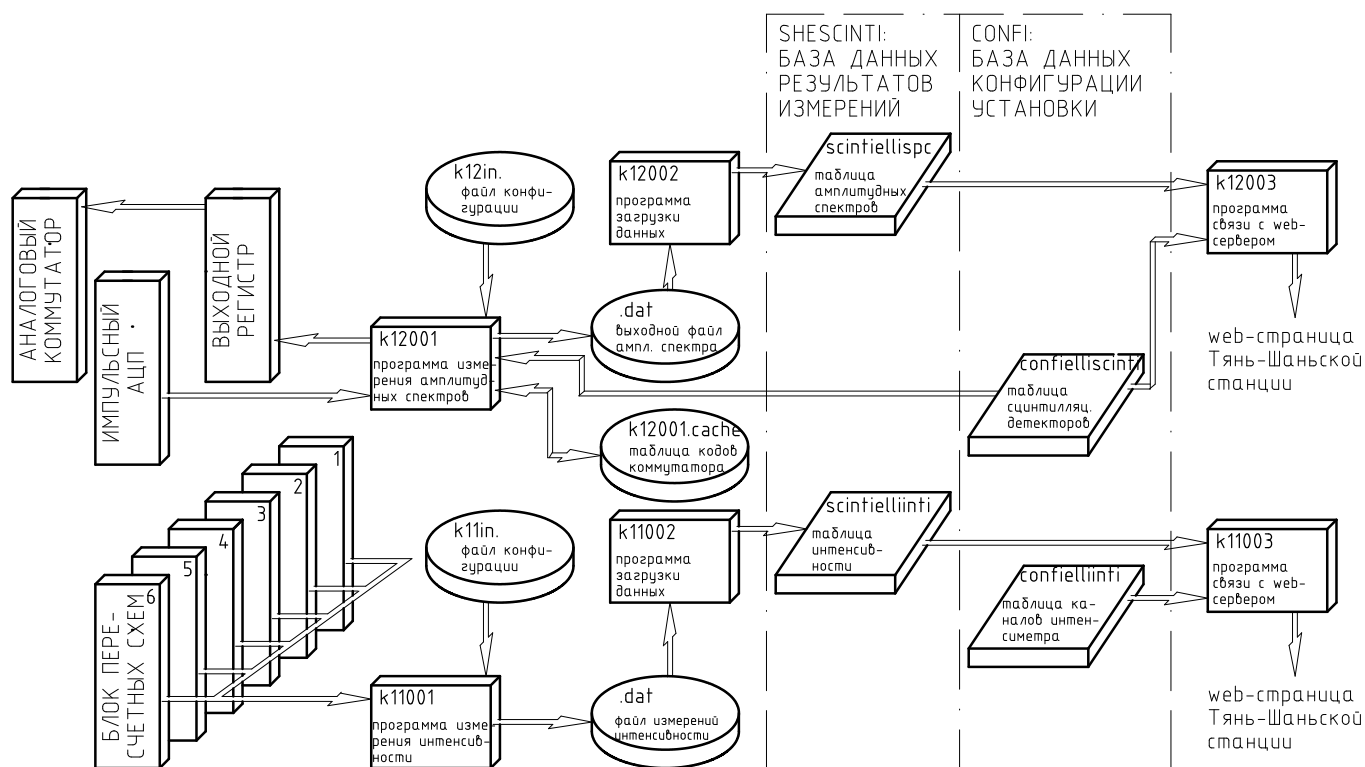 SHESCINTI:
БАЗА ДАННЫХ
РЕЗУЛЬТАТОВ
ИЗМЕРЕНИЙ
CONFI:
БАЗА ДАННЫХ
КОНФИГУРАЦИИ
УСТАНОВКИ
АНАЛОГОВЫЙ
КОММУТАТОР
ИМПУЛЬСНЫЙ
АЦП
ВЫХОДНОЙ
РЕГИСТР
k12in.
файл конфи-
гурации
k12001
программа изме-
рения амплитуд-
ных спектров
k12002
программа
загрузки
данных
.dat
выходной файл
ампл. спектра
k12001.cache
таблица кодов
коммутатора
scintiellispc
таблица
амплитудных
спектров
confielliscinti
таблица
сцинтилляц.
детекторов
k12003
программа
связи с web-
сервером
web-страница
Тянь-Шаньской
станции
1
2
3
4
5
6
БЛОК ПЕРЕ-
СЧЕТНЫХ СХЕМ
k11in.
файл конфи-
гурации
k11001
программа изме-
рения интенсив-
ности
k11002
программа
загрузки
данных
.dat
файл измерений
интенсивности
scintielliinti
таблица
интенсив-
ности
confielliinti
таблица ка-
налов интен-
симетра
k11003
программа
связи с web-
сервером
web-страница
Тянь-Шаньской
станции